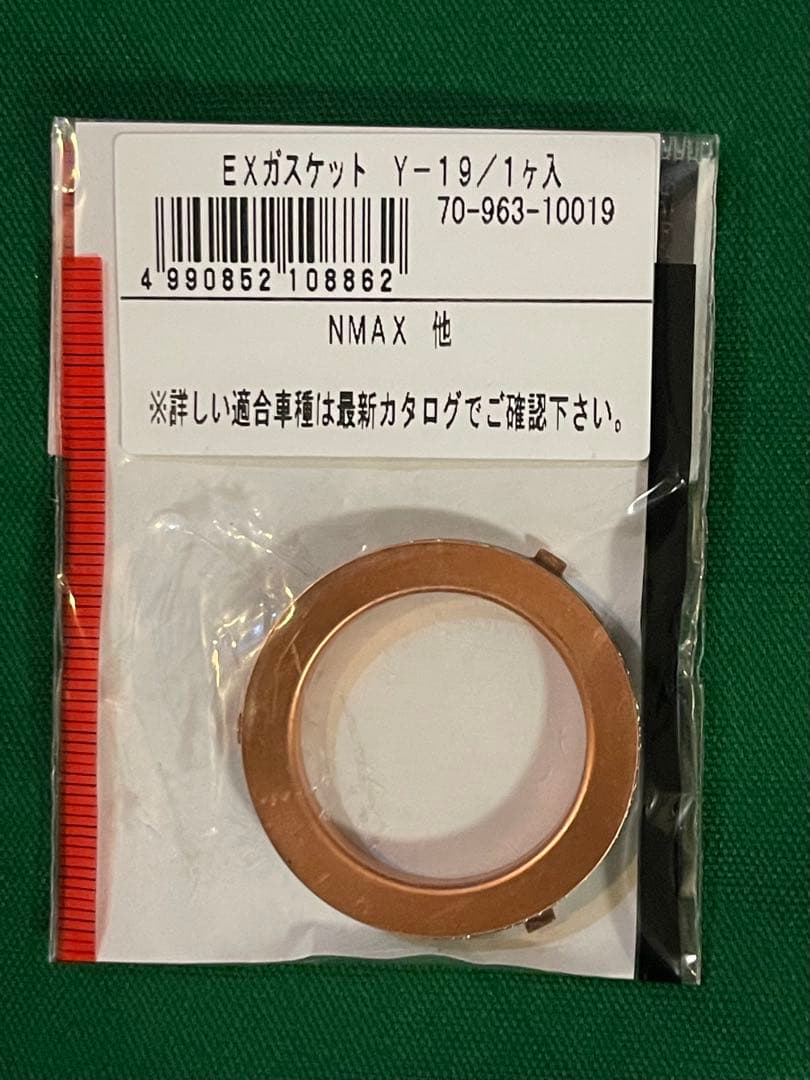 EXガスケット Y-19/1ヶ入
70-963-10019
4 990852 108862
NMAX 他
※詳しい適合車種は最新カタログでご確認下さい。